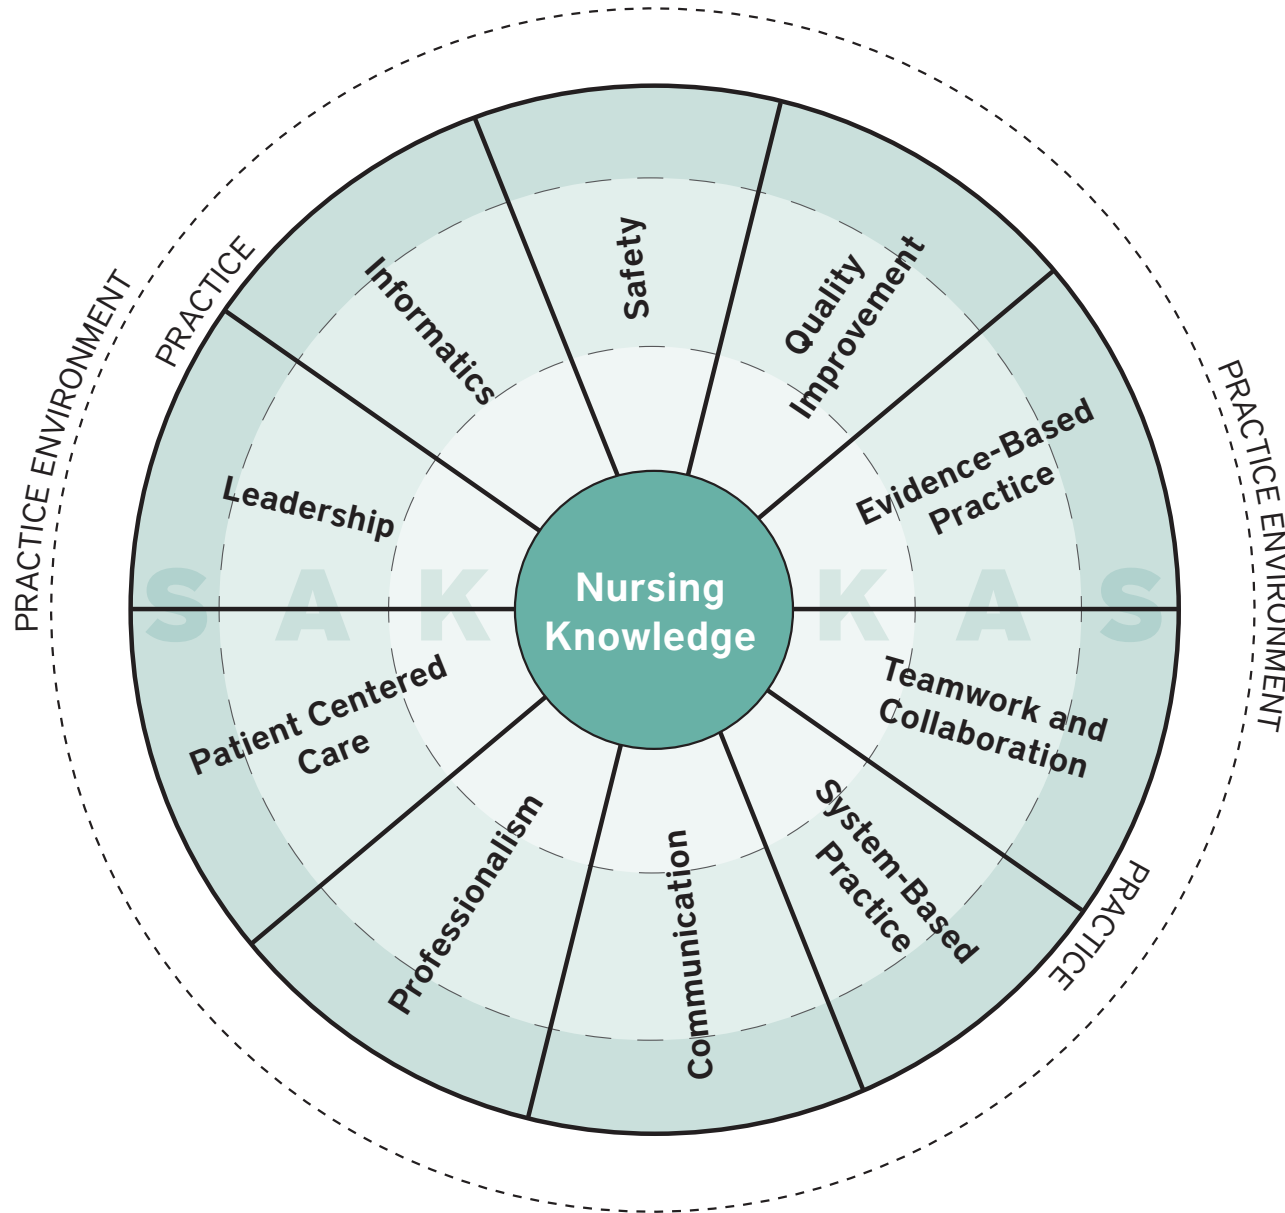 PRACTICE ENVIRONMENT
PRACTICE
Safety
Quality
Improvement
Informatics
Evidence-Based
Practice
Leadership
PRACTICE ENVIRONMENT
S A K
Nursing
Knowledge
K A S
Teamwork and
Collaboration
Patient Centered
Care
System-Based
Practice
Professionalism
Communication
PRACTICE